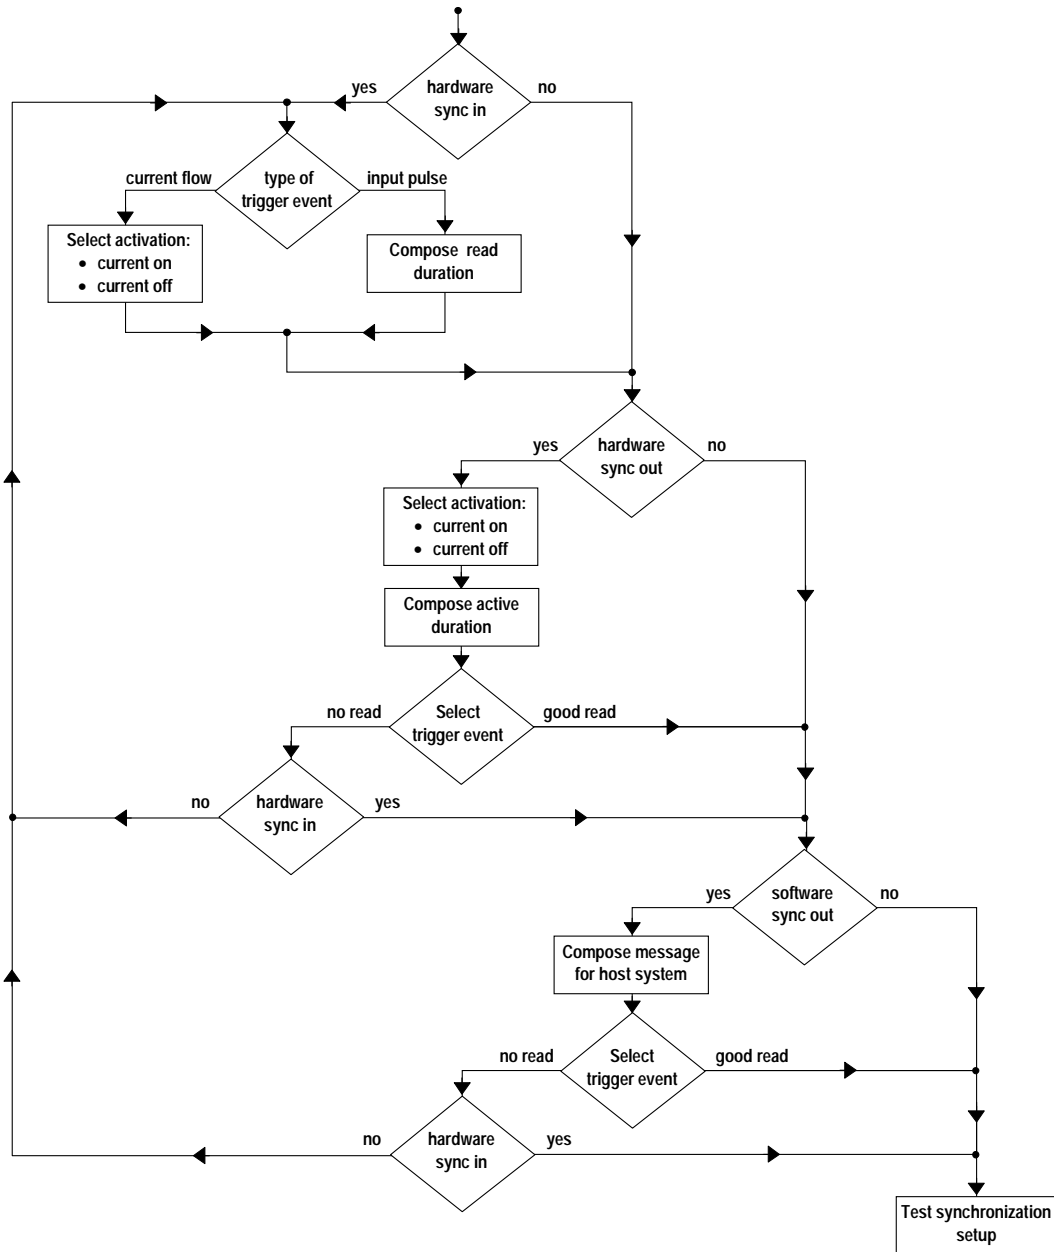 yes
hardware
sync in
no
current flow
type of
trigger event
input pulse
Select activation:
• current on
• current off
Compose read
duration
yes
hardware
sync out
no
Select activation:
• current on
• current off
Compose active
duration
no read
Select
trigger event
good read
no
hardware
sync in
yes
yes
software
sync out
no
Compose message
for host system
no read
Select
trigger event
good read
no
hardware
sync in
yes
Test synchronization
setup